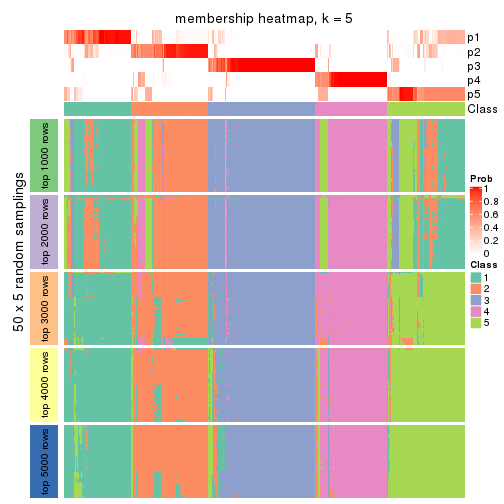 membership heatmap, k = 5
p1
p2
p3
p4
p5
Class
50 x 5 random samplings
top 1000 rows
top 2000 rows
top 3000 rows
top 4000 rows
top 5000 rows
Prob
1
0.8
0.6
0.4
0.2
0
Class
1
2
3
4
5